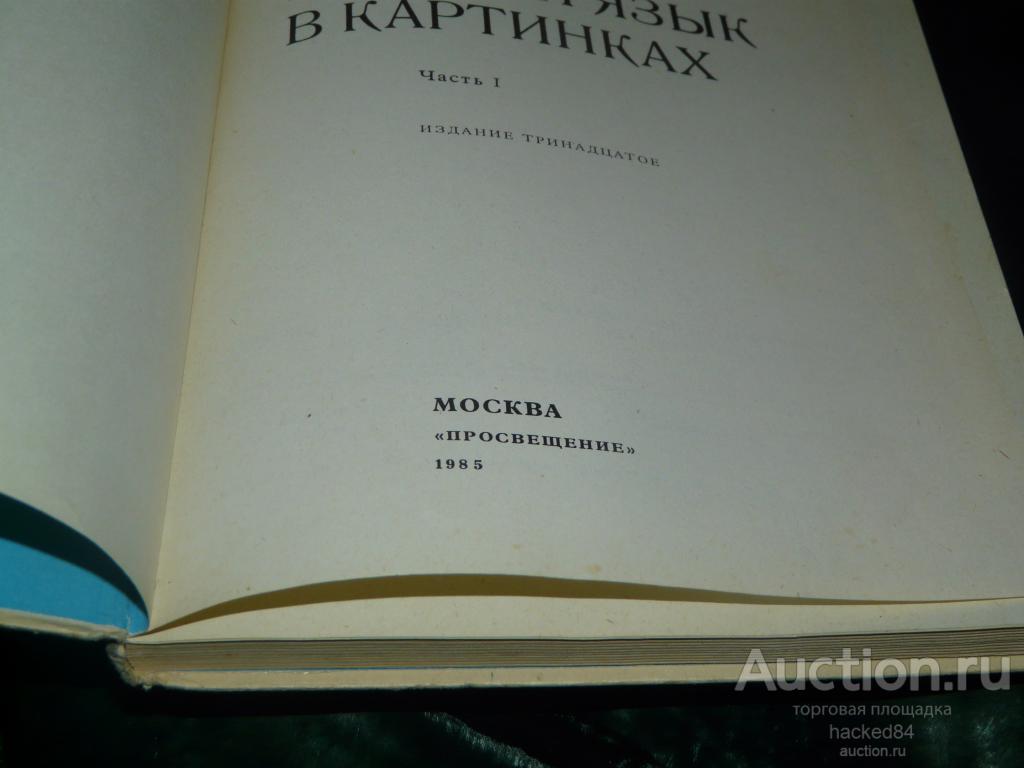 ЯЗЫК
В КАРТИНКАХ
Часть I
ИЗДАНИЕ ТРИНАДЦАТОЕ
МОСКВА
«ПРОСВЕЩЕНИЕ»
1985
Auction.ru
торговая площадка
hacked84
auction.ru